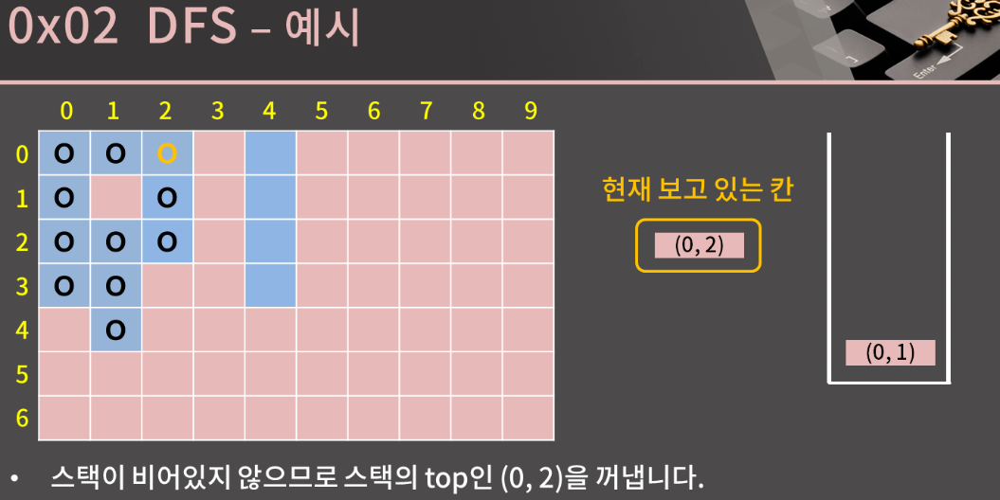 0x02 DFS – 예시
0 1 2 3 4 5 6 7 8 9
0 O O O
1 O O
2 O O O
3 O O
4 O
5
6
현재 보고 있는 칸
(0, 2)
(0, 1)
• 스택이 비어있지 않으므로 스택의 top인 (0, 2)을 꺼냅니다.
Enter